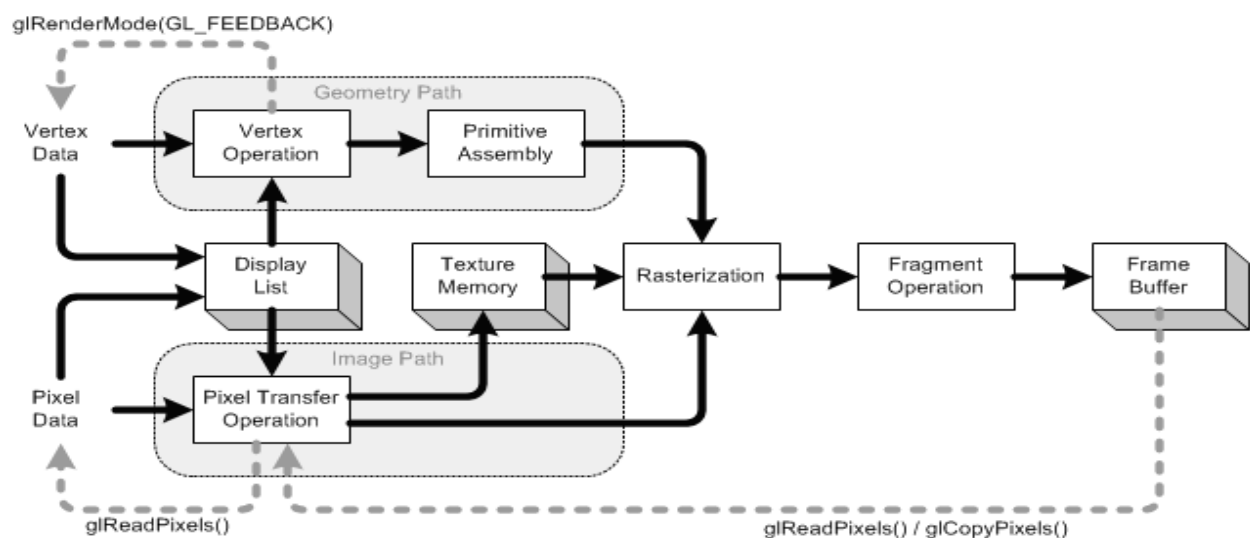 glRenderMode(GL_FEEDBACK)
Geometry Path
Vertex
Data
Vertex
Operation
Primitive
Assembly
Display
List
Texture
Memory
Rasterization
Fragment
Operation
Frame
Buffer
Image Path
Pixel
Data
Pixel Transfer
Operation
glReadPixels()
glReadPixels() / glCopyPixels()